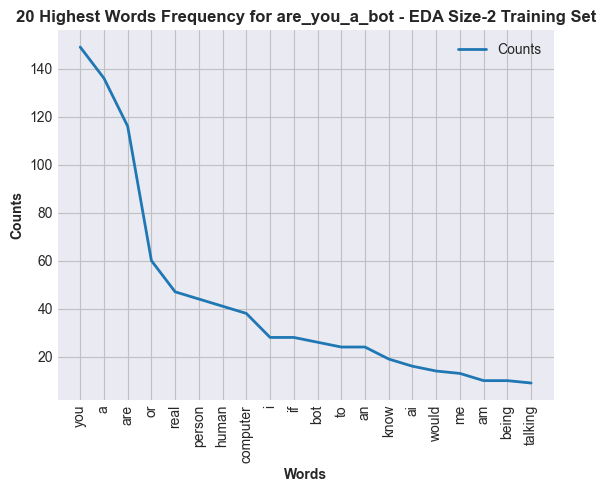 20 Highest Words Frequency for are_you_a_bot - EDA Size-2 Training Set
Counts
140
120
100
80
60
40
20
Counts
you
a
are
or
real
person
human
computer
i
if
bot
to
an
know
ai
would
me
am
being
talking
Words